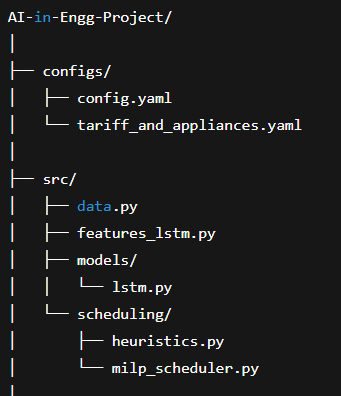 AI-in-Engg-Project/
│
├── configs/
│   ├── config.yaml
│   └── tariff_and_appliances.yaml
│
├── src/
│   ├── data.py
│   ├── features_lstm.py
│   ├── models/
│   │   └── lstm.py
│   └── scheduling/
│       ├── heuristics.py
│       └── milp_scheduler.py
│